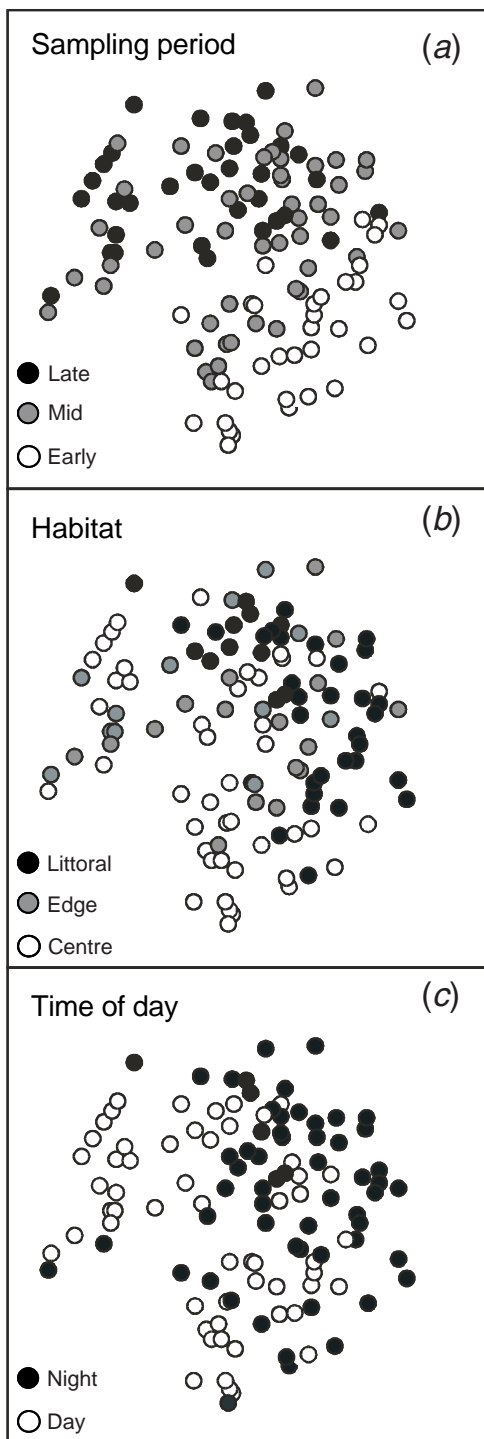 Sampling period
(a)
Late
Mid
Early
Habitat
(b)
Littoral
Edge
Centre
Time of day
(c)
Night
Day